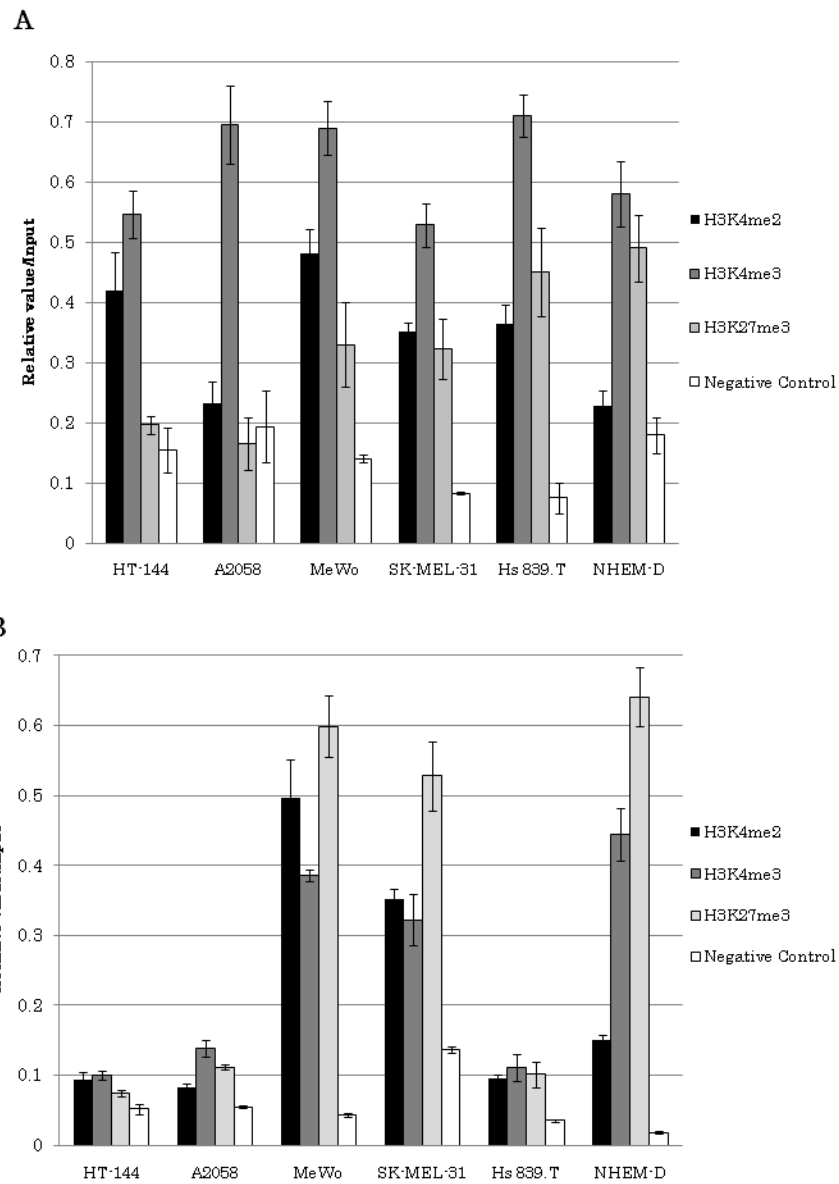 A
0.8
0.7
0.6
0.5
0.4
0.3
0.2
0.1
0
Relative value/input
HT-144 A2058 MeWo SK-MEL-31 Hs 839.T NHEM-D
H3K4me2
H3K4me3
H3K27me3
Negative Control
0.7
0.6
0.5
0.4
0.3
0.2
0.1
0
HT-144 A2058 MeWo SK-MEL-31 Hs 839.T NHEM-D
H3K4me2
H3K4me3
H3K27me3
Negative Control